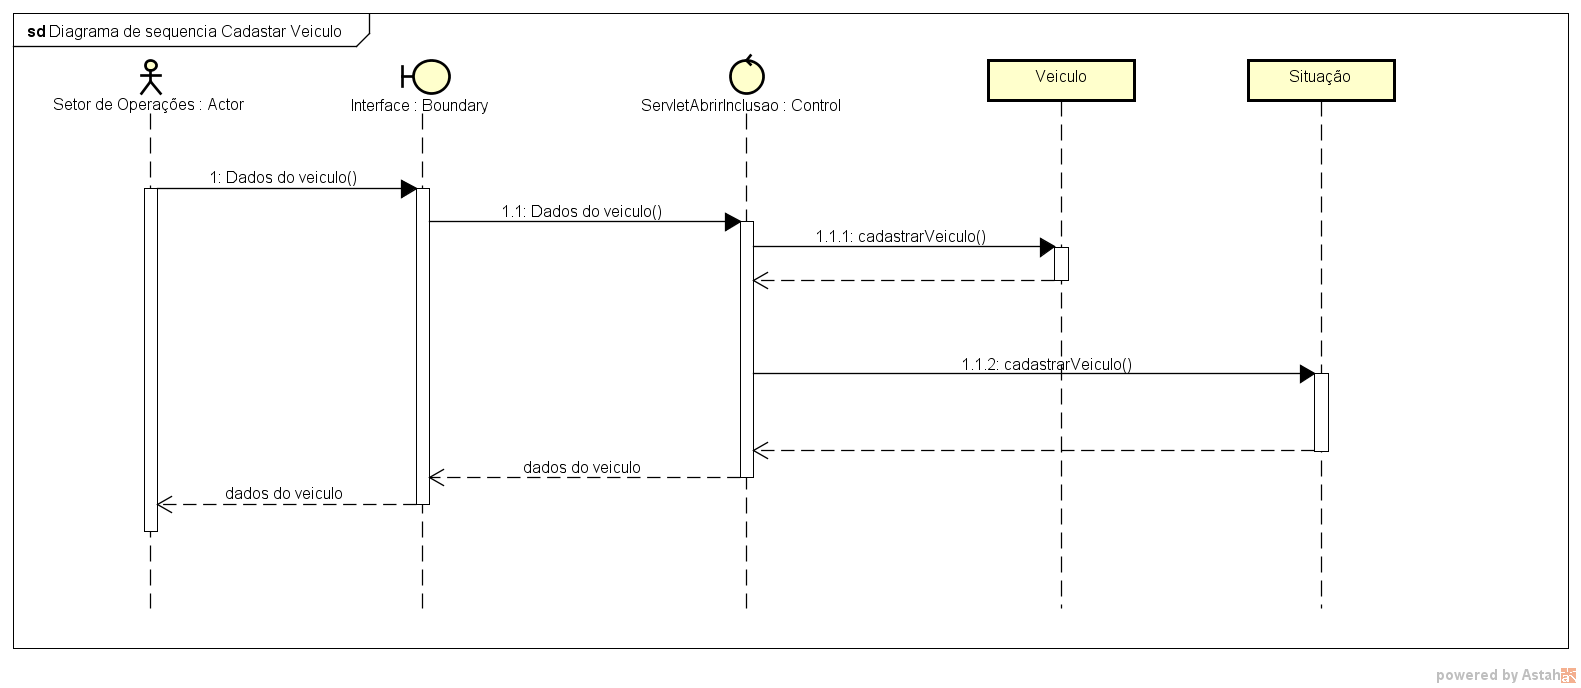 sd Diagrama de sequencia Cadastar Veiculo
Setor de Operações : Actor
Interface : Boundary
ServletAbrirInclusao : Control
Veiculo
Situação
1: Dados do veiculo()
1.1: Dados do veiculo()
1.1.1: cadastrarVeiculo()
1.1.2: cadastrarVeiculo()
dados do veiculo
dados do veiculo
powered by Astah